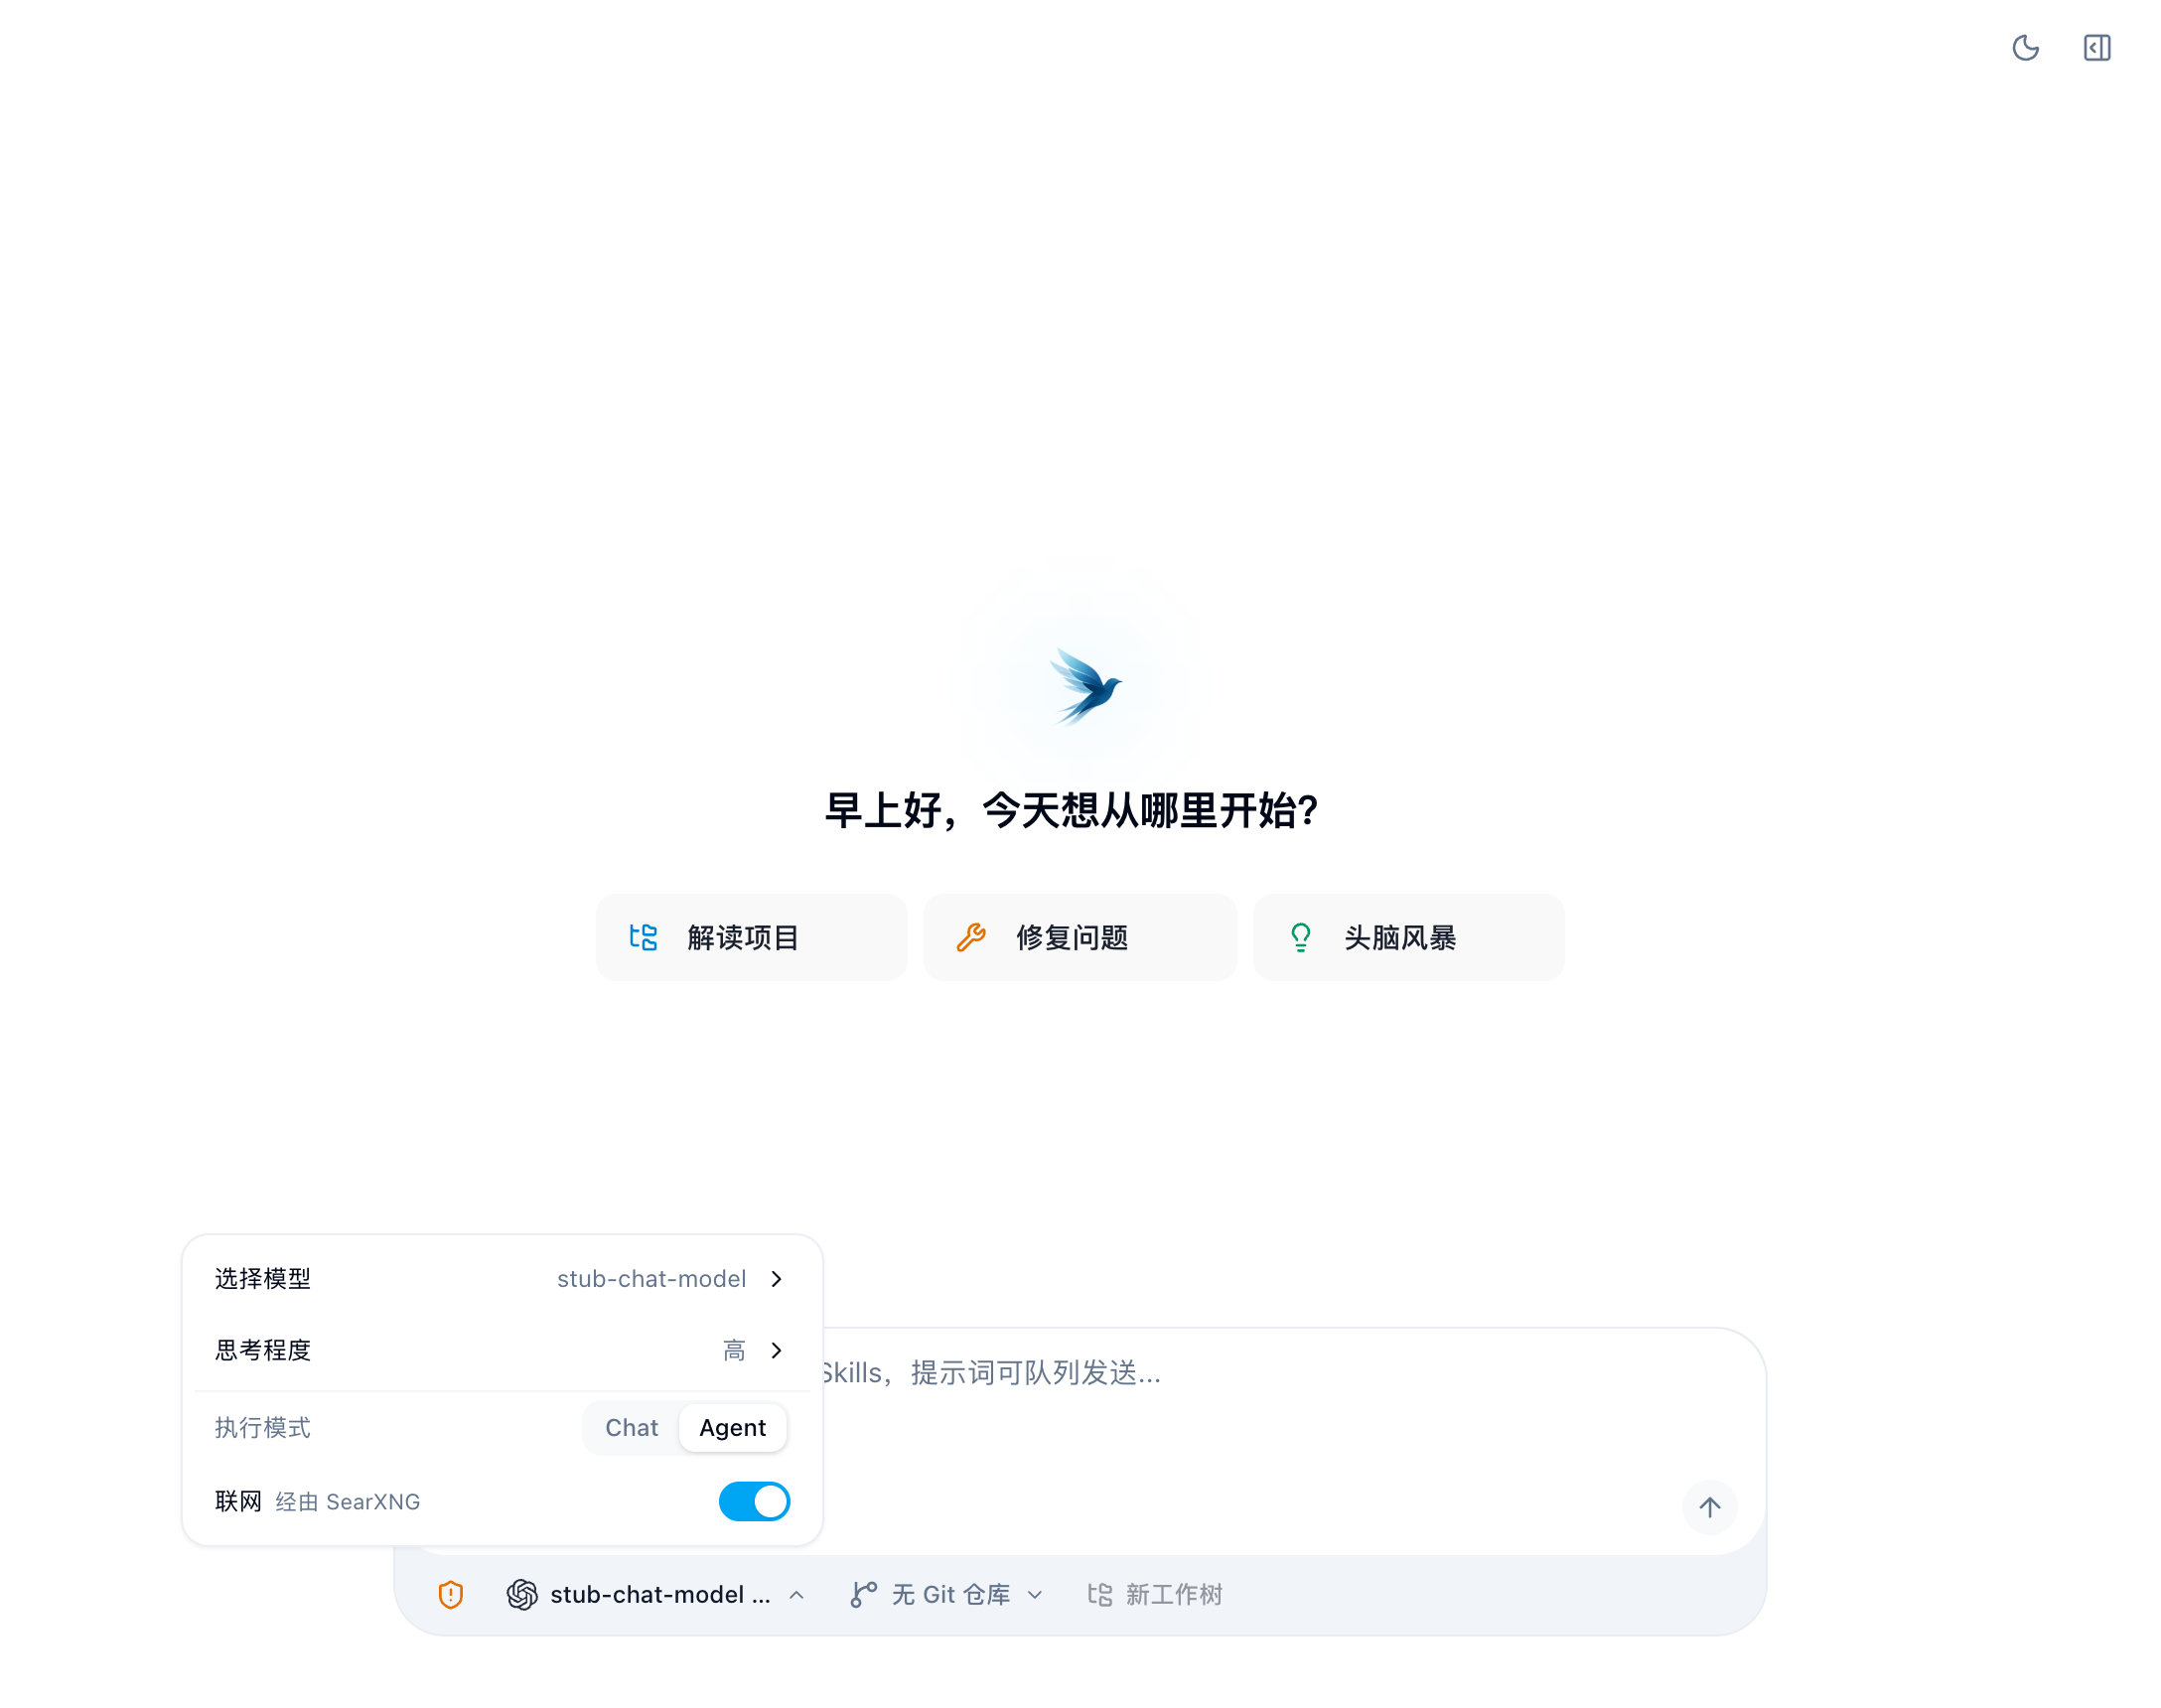 早上好，今天想从哪里开始?
解读项目
修复问题
头脑风暴
选择模型 stub-chat-model
思考程度 高
Skills，提示词可队列发送...
执行模式 Chat Agent
联网 经由 SearXNG
stub-chat-model ... 无 Git 仓库 新工作树